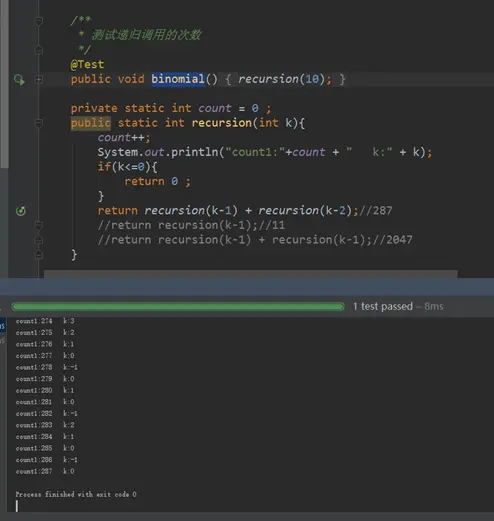 /**
 * 测试递归调用的次数
 */
@Test
public void binomial() { recursion(10); }
private static int count = 0 ;
public static int recursion(int k){
count++;
System.out.println("count1:"+count + "   k:" + k);
if(k<=0){
return 0 ;
}
return recursion(k-1) + recursion(k-2);//287
//return recursion(k-1);//11
//return recursion(k-1) + recursion(k-1);//2047
}
1 test passed – 8ms
count1:274   k:3
count1:275   k:2
count1:276   k:1
count1:277   k:0
count1:278   k:-1
count1:279   k:0
count1:280   k:1
count1:281   k:0
count1:282   k:-1
count1:283   k:2
count1:284   k:1
count1:285   k:0
count1:286   k:-1
count1:287   k:0
Process finished with exit code 0